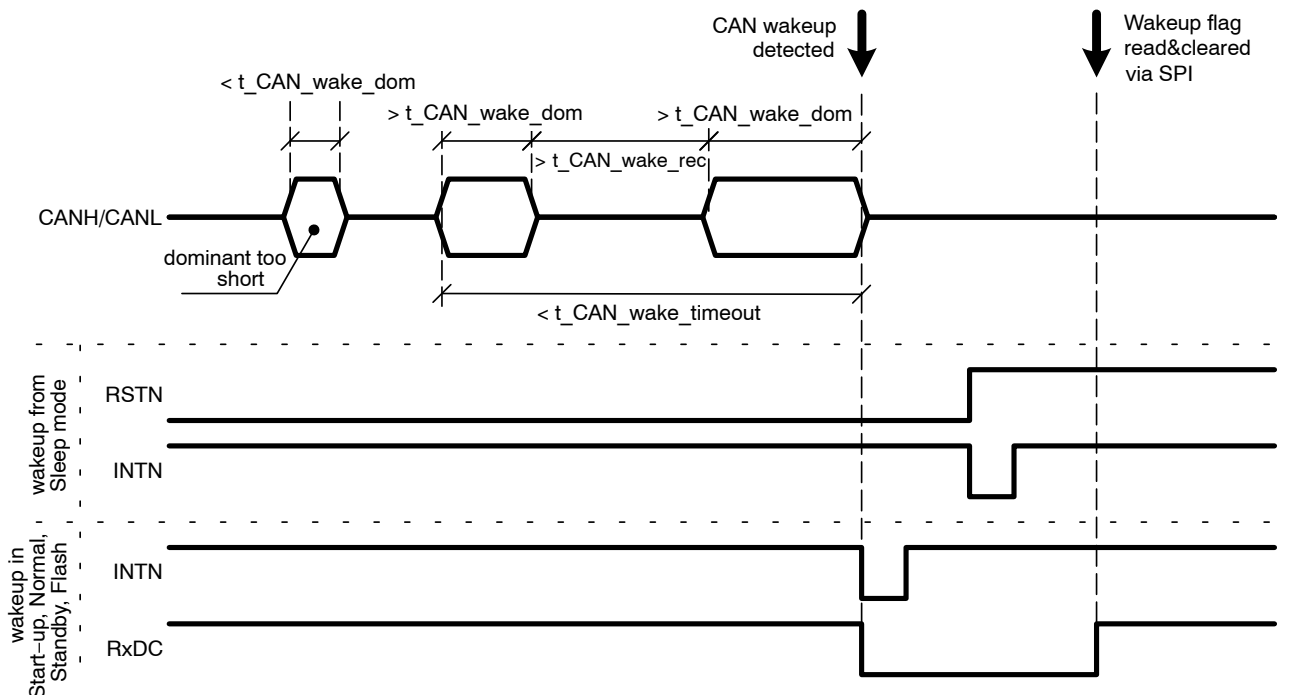 CAN wakeup
detected
Wakeup flag
read&cleared
via SPI
< t_CAN_wake_dom
> t_CAN_wake_dom
> t_CAN_wake_dom
> t_CAN_wake_rec
CANH/CANL
dominant too
short
< t_CAN_wake_timeout
wakeup from
Sleep mode
RSTN
INTN
wakeup in
Start–up, Normal,
Standby, Flash
INTN
RxDC